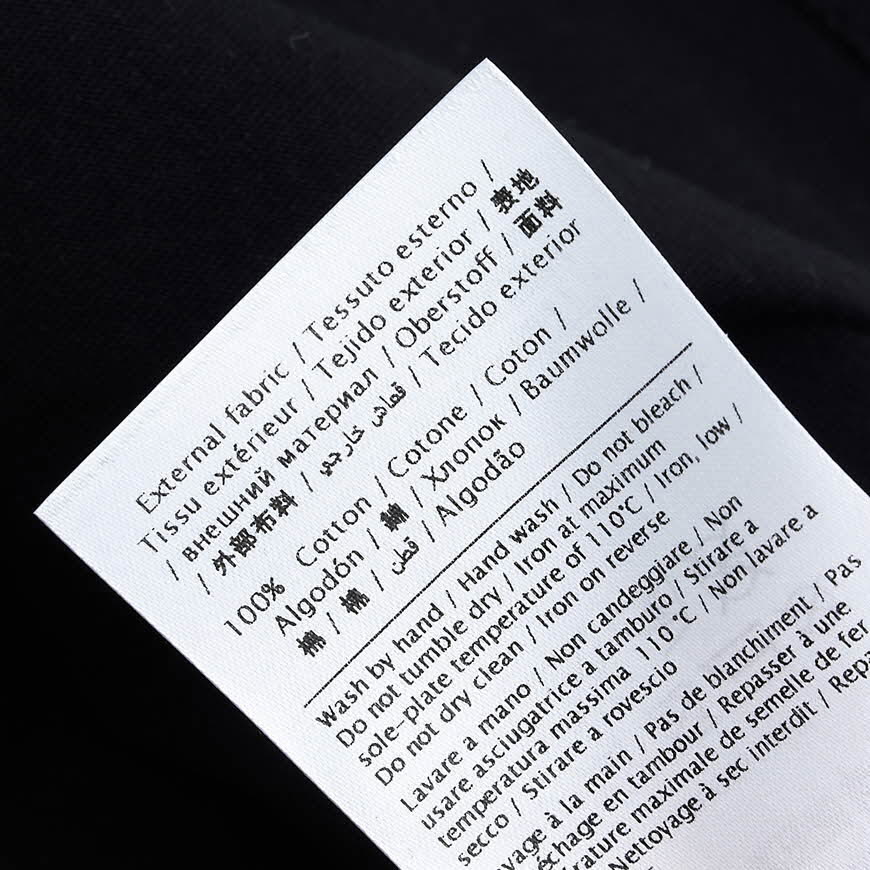 External fabric / Tessuto esterno /
Tissu extérieur / Tejido exterior / 表地
/ внешний материал / Oberstoff / 面料
/ 外部布料 / قماش خارجي / Tecido exterior
100% Cotton / Cotone / Coton /
Algodón / 綿 / Хлопок / Baumwolle /
棉 / 棉 / قطن / Algodão
Wash by hand / Hand wash / Do not bleach /
Do not tumble dry / Iron at maximum
sole-plate temperature of 110°C / Iron, low /
Do not dry clean / Iron on reverse
Lavare a mano / Non candeggiare / Non
usare asciugatrice a tamburo / Stirare a
temperatura massima 110°C / Non lavare a
secco / Stirare a rovescio
à la main / Pas de blanchiment / Pas
en tambour / Repasser à une
maximale de semelle de fer
Nettoyage à sec interdit /